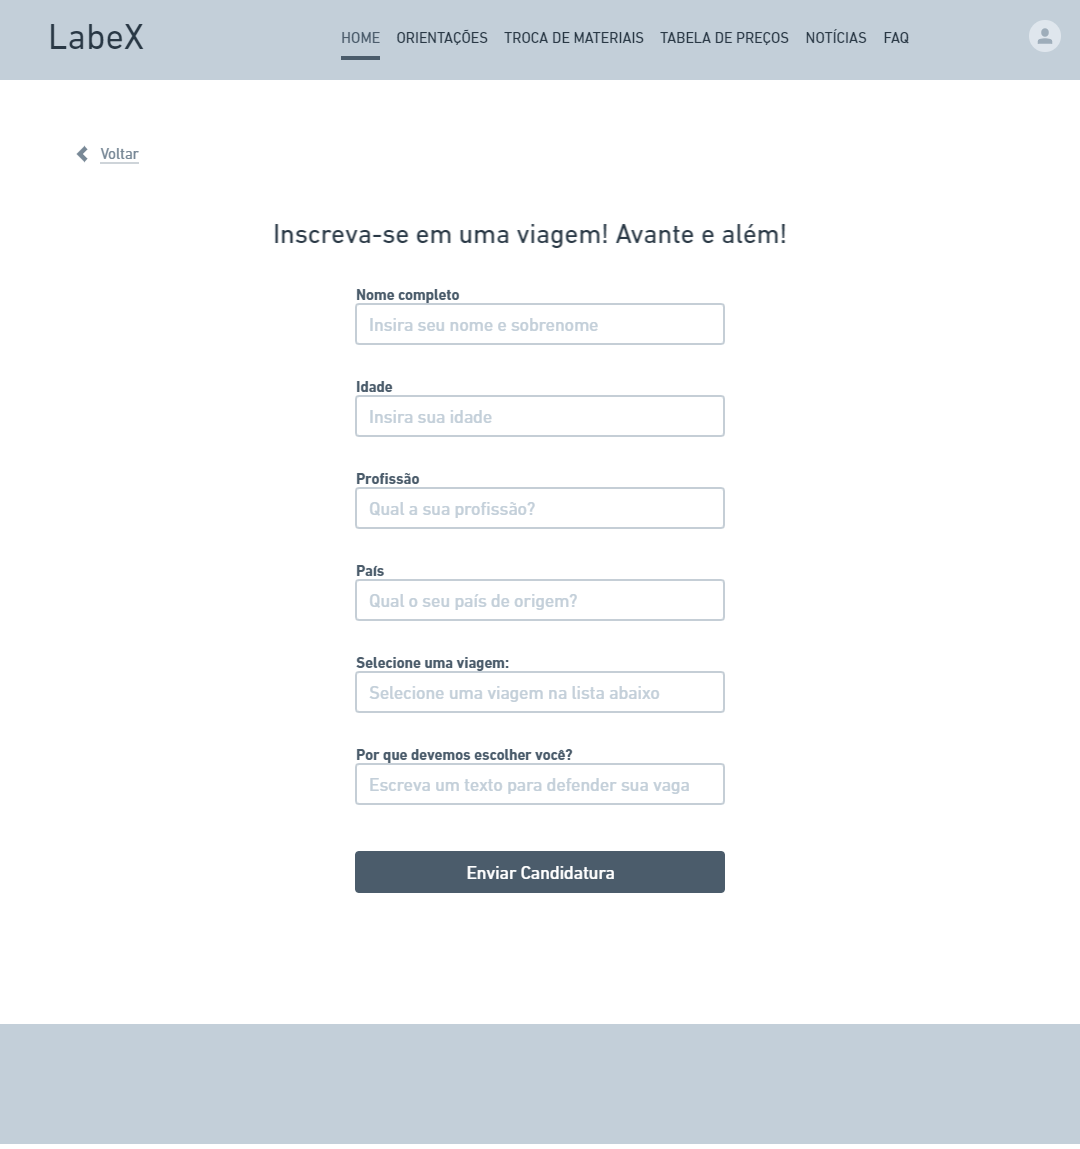 LabeX
HOME ORIENTAÇÕES TROCA DE MATERIAIS TABELA DE PREÇOS NOTÍCIAS FAQ
Voltar
Inscreva-se em uma viagem! Avante e além!
Nome completo
Insira seu nome e sobrenome
Idade
Insira sua idade
Profissão
Qual a sua profissão?
País
Qual o seu país de origem?
Selecione uma viagem:
Selecione uma viagem na lista abaixo
Por que devemos escolher você?
Escreva um texto para defender sua vaga
Enviar Candidatura